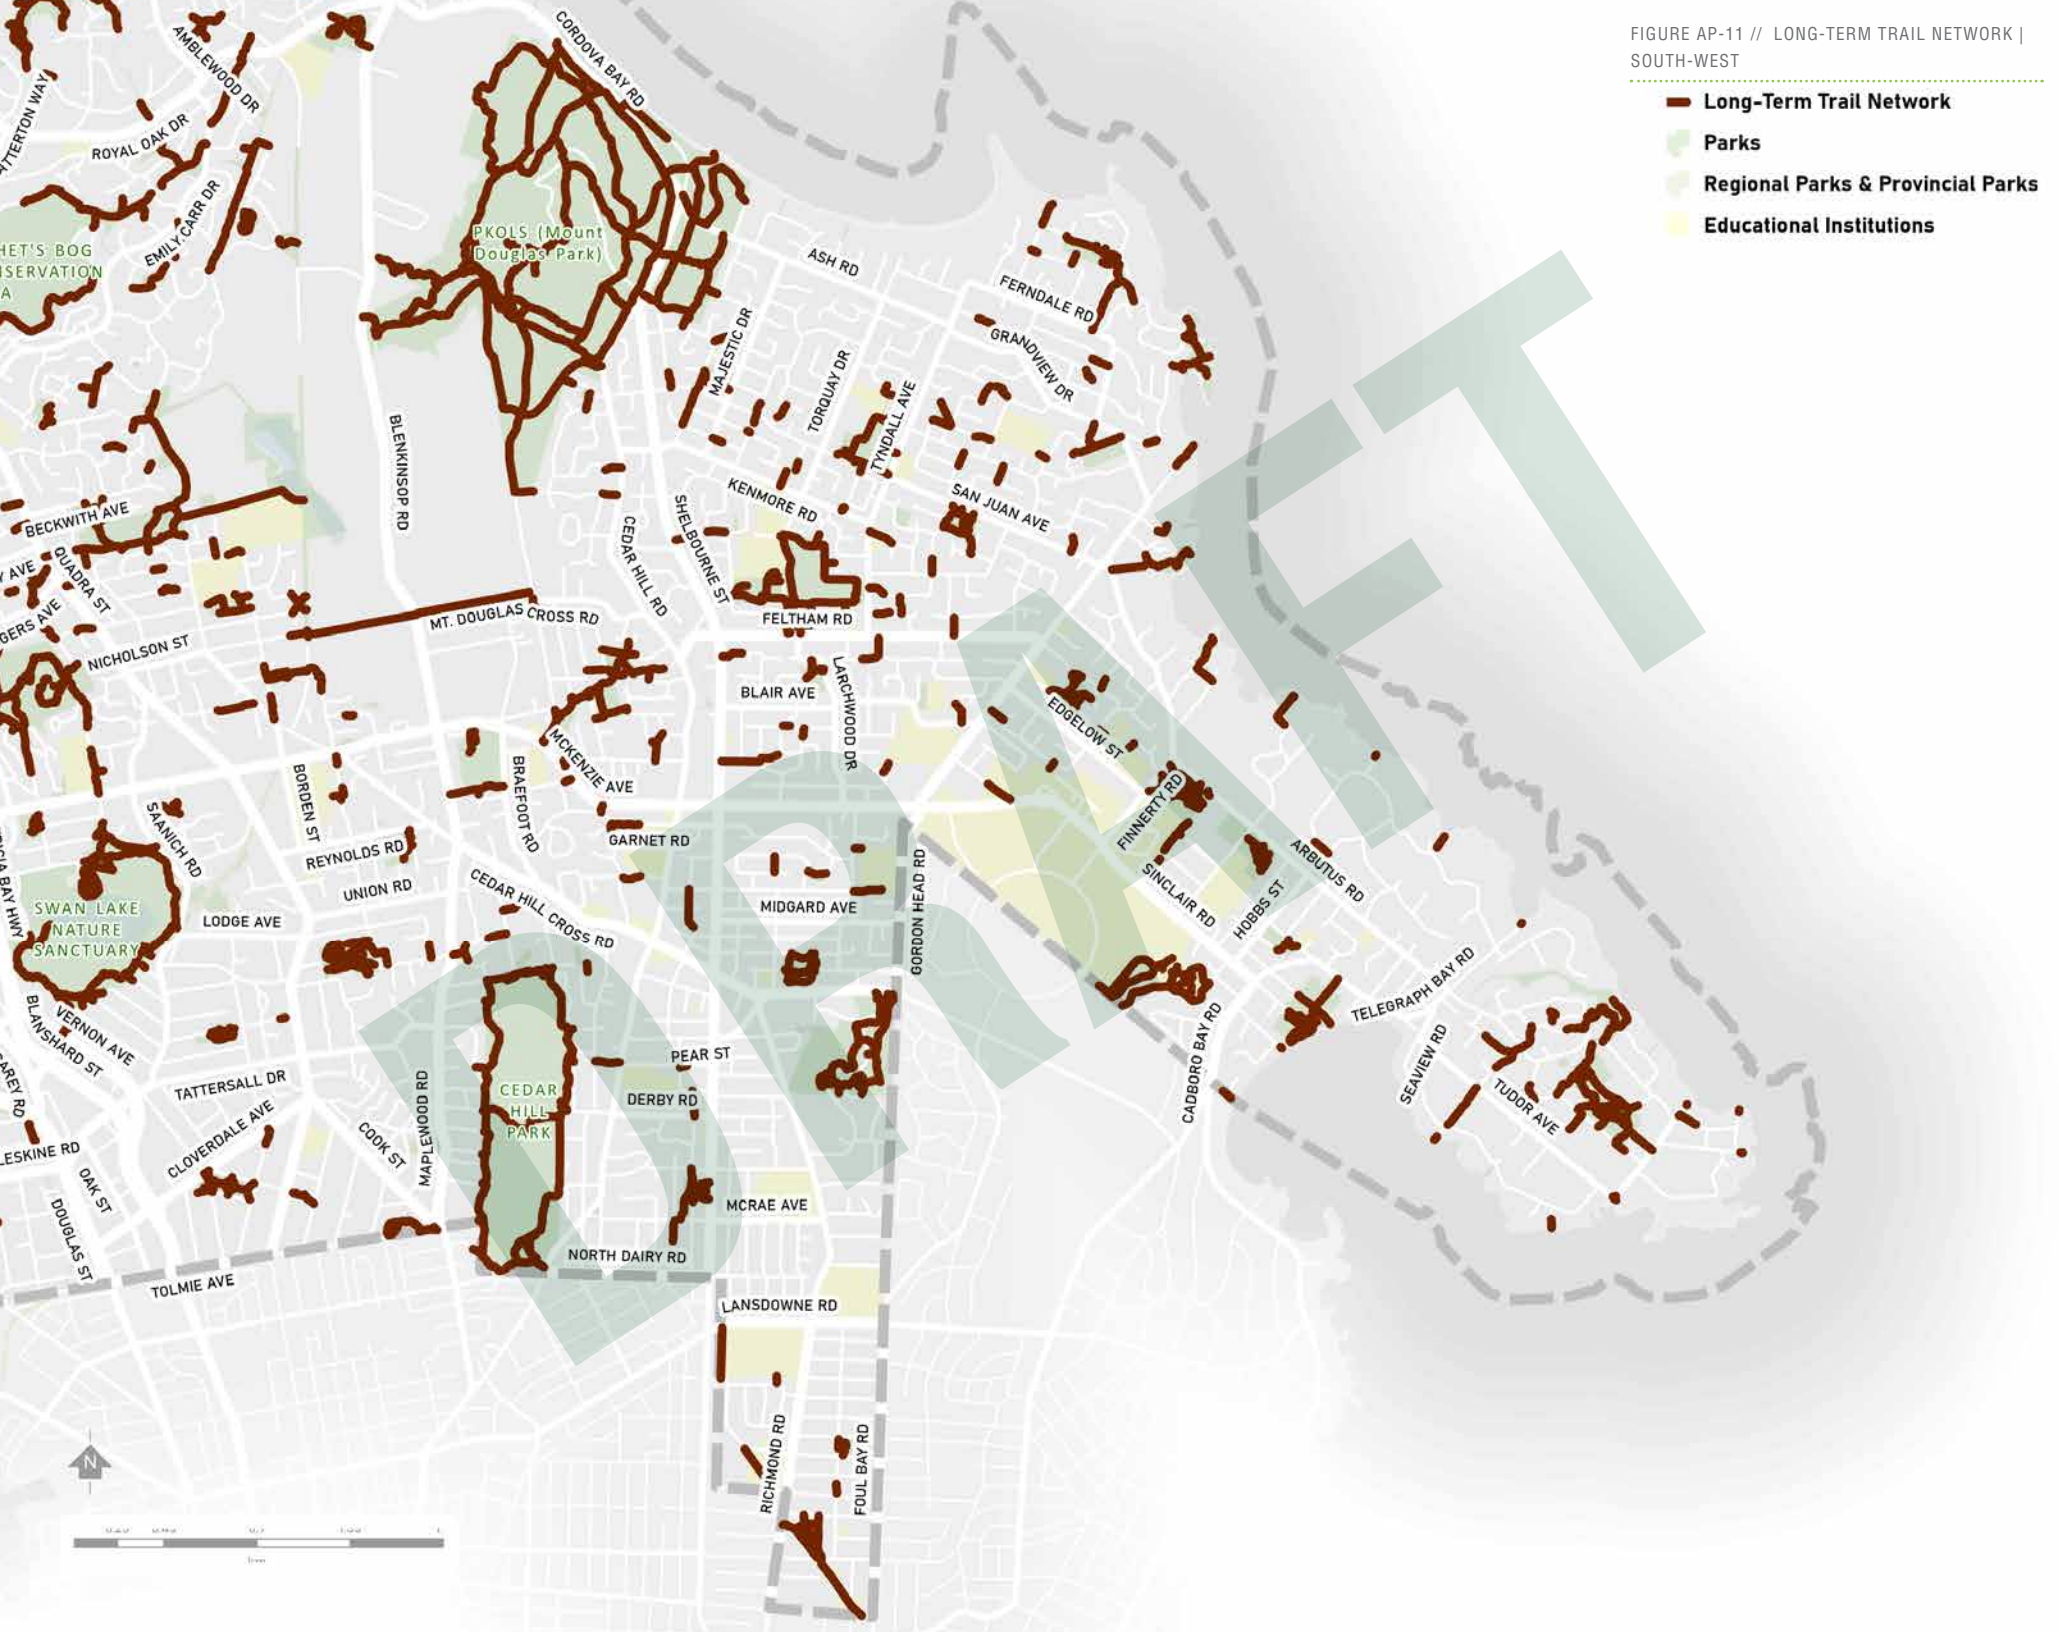 FIGURE AP-11 // LONG-TERM TRAIL NETWORK |
SOUTH-WEST
Long-Term Trail Network
Parks
Regional Parks & Provincial Parks
Educational Institutions
CORDOVA BAY RD
AMBLEWOOD DR
ROYAL OAK DR
EMILY CARR DR
PKOLS (Mount
Douglas Park)
ASH RD
FERNDALE RD
GRANDVIEW DR
MAJESTIC DR
TORQUAY DR
TYNDALL AVE
BLENKINSOP RD
KENMORE RD
SAN JUAN AVE
SHELBOURNE ST
CEDAR HILL RD
BECKWITH AVE
QUADRA ST
NICHOLSON ST
MT. DOUGLAS CROSS RD
FELTHAM RD
BLAIR AVE
LARCHWOOD DR
EDGELOW ST
MCKENZIE AVE
BRAEFOOT RD
BORDEN ST
SAANICH RD
GARNET RD
REYNOLDS RD
UNION RD
CEDAR HILL CROSS RD
LODGE AVE
MIDGARD AVE
GORDON HEAD RD
FINNERTY RD
SINCLAIR RD
HOBBS ST
ARBUTUS RD
SWAN LAKE
NATURE
SANCTUARY
VERNON AVE
BLANSHARD ST
TELEGRAPH BAY RD
CADBORO BAY RD
SEAVIEW RD
TUDOR AVE
PEAR ST
DERBY RD
CEDAR
HILL
PARK
TATTERSALL DR
CLOVERDALE AVE
COOK ST
MAPLEWOOD RD
OAK ST
DOUGLAS ST
MCRAE AVE
NORTH DAIRY RD
TOLMIE AVE
LANSDOWNE RD
RICHMOND RD
FOUL BAY RD
N
DRAFT